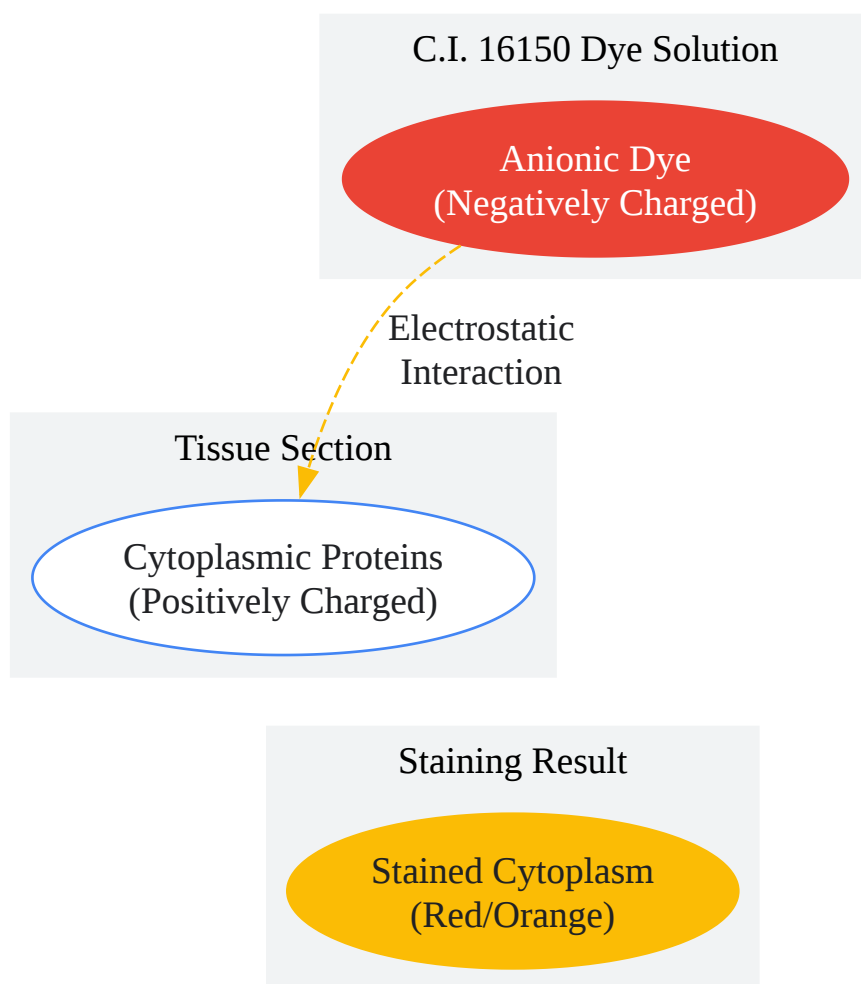 C.I. 16150 Dye Solution
Anionic Dye
(Negatively Charged)
Electrostatic
Interaction
Tissue Section
Cytoplasmic Proteins
(Positively Charged)
Staining Result
Stained Cytoplasm
(Red/Orange)